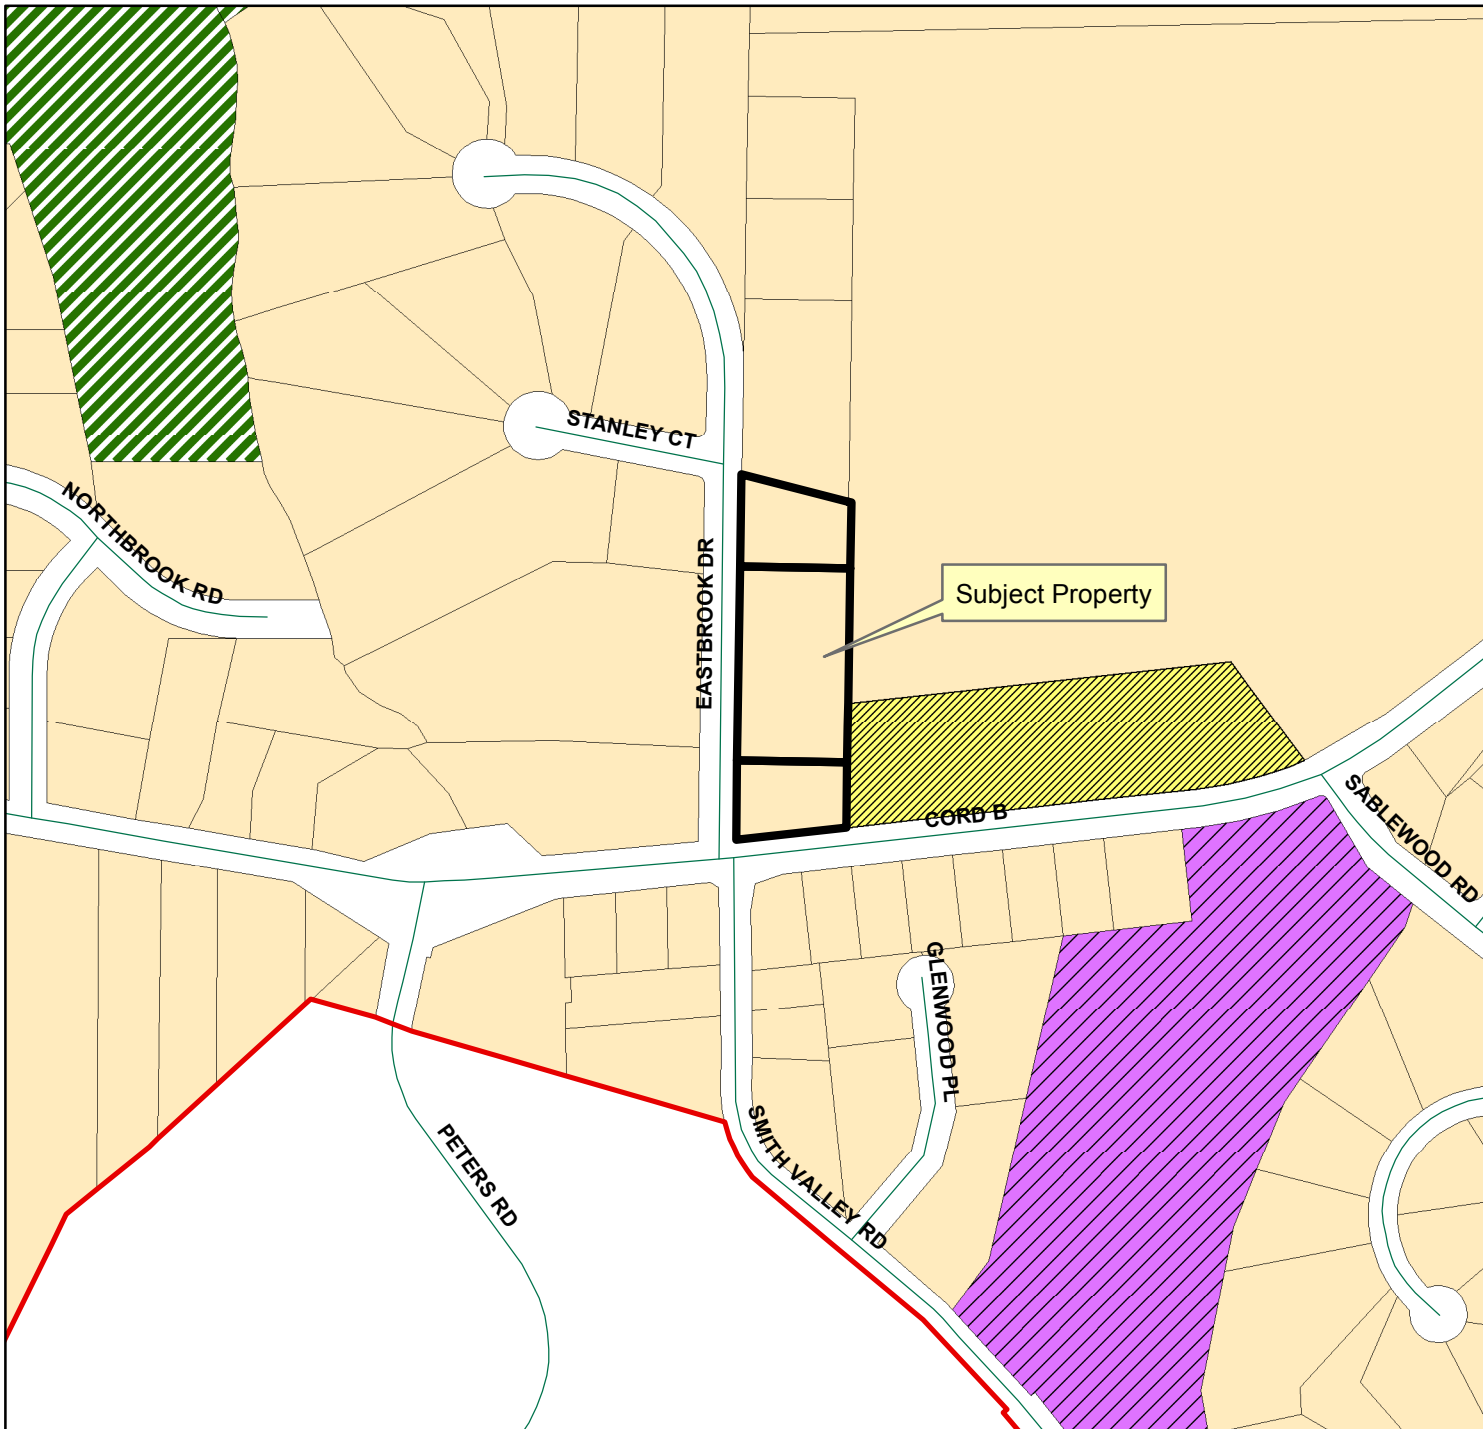 STANLEY CT
NORTHBROOK RD
EASTBROOK DR
Subject Property
CORD B
SABLEWOOD RD
GLENWOOD PL
SMITH VALLEY RD
PETERS RD